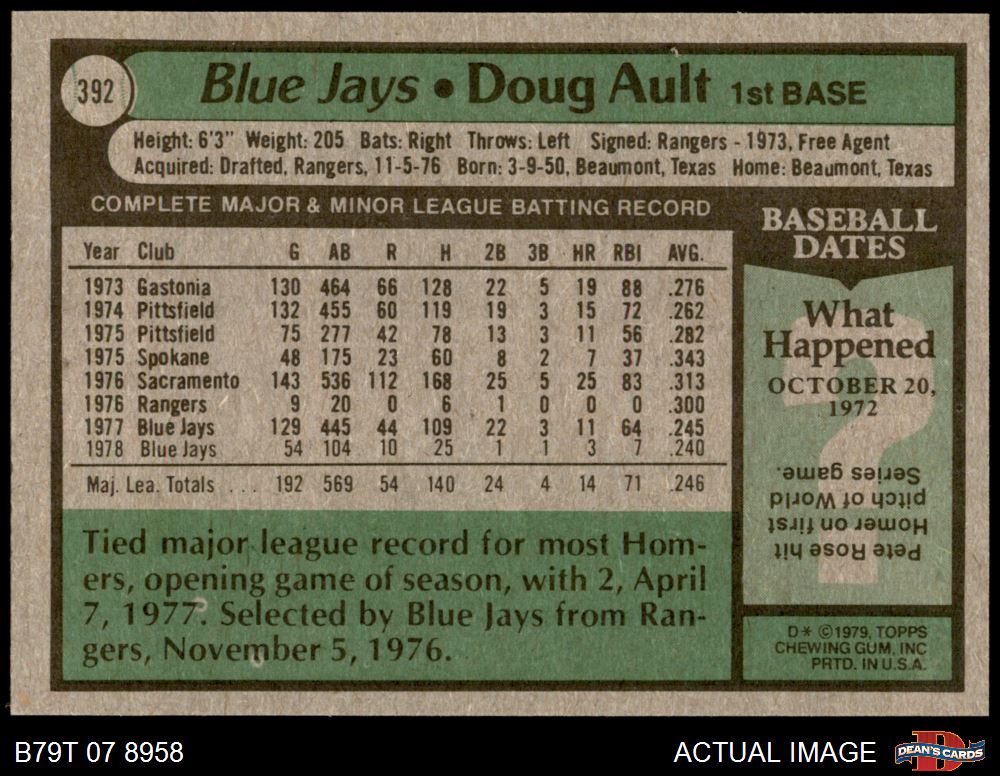 392
Blue Jays • Doug Ault 1st BASE
Height: 6'3" Weight: 205 Bats: Right Throws: Left Signed: Rangers - 1973, Free Agent
Acquired: Drafted, Rangers, 11-5-76 Born: 3-9-50, Beaumont, Texas Home: Beaumont, Texas
COMPLETE MAJOR & MINOR LEAGUE BATTING RECORD
Year Club G AB R H 2B 3B HR RBI AVG.
1973 Gastonia 130 464 66 128 22 5 19 88 .276
1974 Pittsfield 132 455 60 119 19 3 15 72 .262
1975 Pittsfield 75 277 42 78 13 3 11 56 .282
1975 Spokane 48 175 23 60 8 2 7 37 .343
1976 Sacramento 143 536 112 168 25 5 25 83 .313
1976 Rangers 9 20 0 6 1 0 0 0 .300
1977 Blue Jays 129 445 44 109 22 3 11 64 .245
1978 Blue Jays 54 104 10 25 1 1 3 7 .240
Maj. Lea. Totals ... 192 569 54 140 24 4 14 71 .246
Tied major league record for most Hom-
ers, opening game of season, with 2, April
7, 1977. Selected by Blue Jays from Ran-
gers, November 5, 1976.
BASEBALL
DATES
What
Happened
OCTOBER 20,
1972
?
Pete Rose hit
Homer on first
pitch of World
Series game.
D* ©1979, TOPPS
CHEWING GUM, INC
PRTD. IN U.S.A.
B79T 07 8958
ACTUAL IMAGE
DEAN'S CARDS